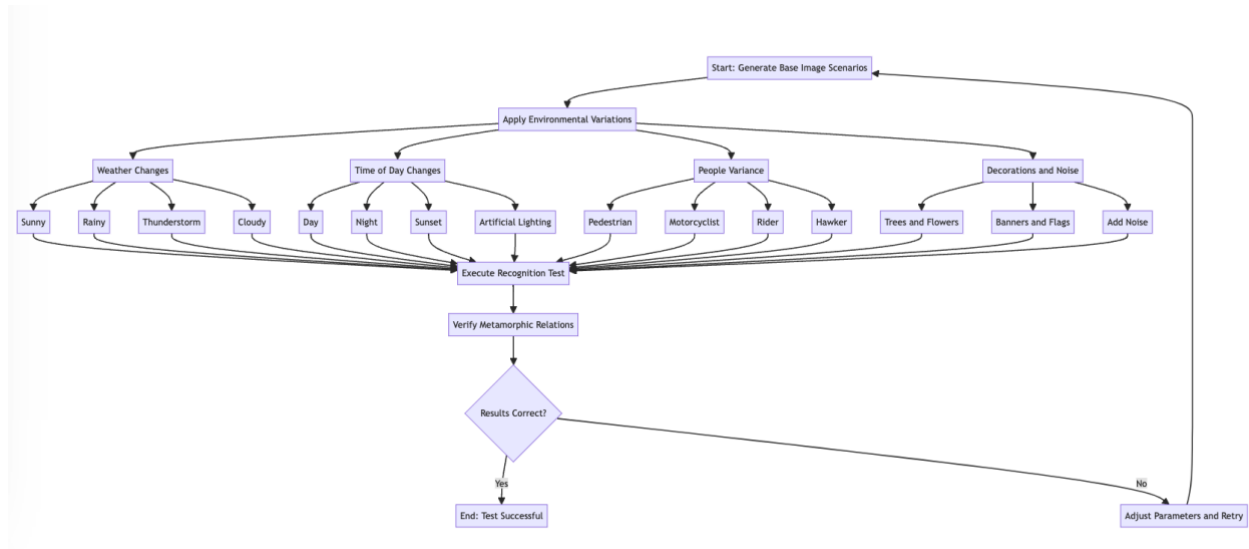 Start: Generate Base Image Scenarios
Apply Environmental Variations
Weather Changes
Time of Day Changes
People Variance
Decorations and Noise
Sunny
Rainy
Thunderstorm
Cloudy
Day
Night
Sunset
Artificial Lighting
Pedestrian
Motorcyclist
Rider
Hawker
Trees and Flowers
Banners and Flags
Add Noise
Execute Recognition Test
Verify Metamorphic Relations
Results Correct?
Yes
No
End: Test Successful
Adjust Parameters and Retry